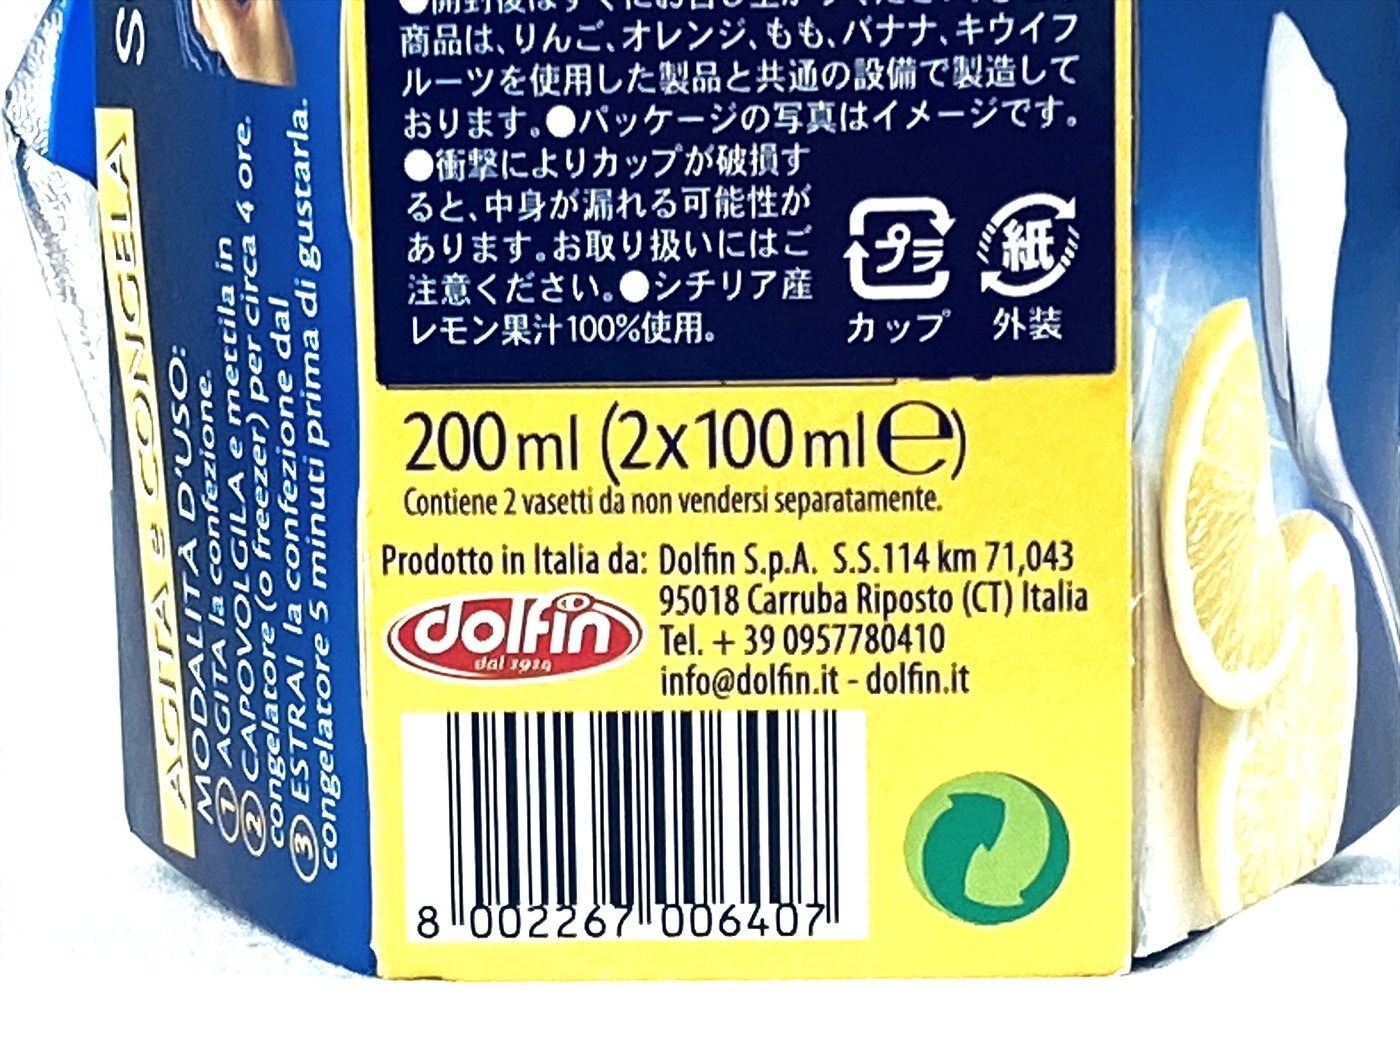 商品は、りんご、オレンジ、もも、バナナ、キウイフ
ルーツを使用した製品と共通の設備で製造して
おります。●パッケージの写真はイメージです。
●衝撃によりカップが破損す
ると、中身が漏れる可能性が
あります。お取り扱いにはご
注意ください。●シチリア産
レモン果汁100%使用。
プラ
カップ
紙
外装
200 ml (2x100 ml ℮)
Contiene 2 vasetti da non vendersi separatamente.
Prodotto in Italia da: Dolfin S.p.A. S.S.114 km 71,043
95018 Carruba Riposto (CT) Italia
Tel. + 39 0957780410
info@dolfin.it - dolfin.it
dolfin
dal 1914
8 002267 006407
AGITA e CONGELA
MODALITÀ D'USO:
1 AGITA la confezione.
2 CAPOVOLGILA e mettila in
congelatore (o freezer) per circa 4 ore.
3 ESTRAI la confezione dal
congelatore 5 minuti prima di gustarla.